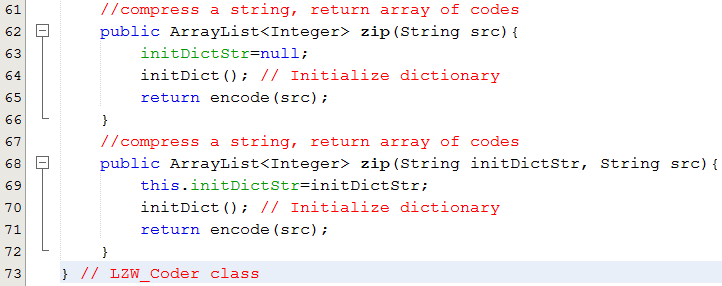 61 //compress a string, return array of codes
62 public ArrayList<Integer> zip(String src){
63 initDictStr=null;
64 initDict(); // Initialize dictionary
65 return encode(src);
66 }
67 //compress a string, return array of codes
68 public ArrayList<Integer> zip(String initDictStr, String src){
69 this.initDictStr=initDictStr;
70 initDict(); // Initialize dictionary
71 return encode(src);
72 }
73 } // LZW_Coder class